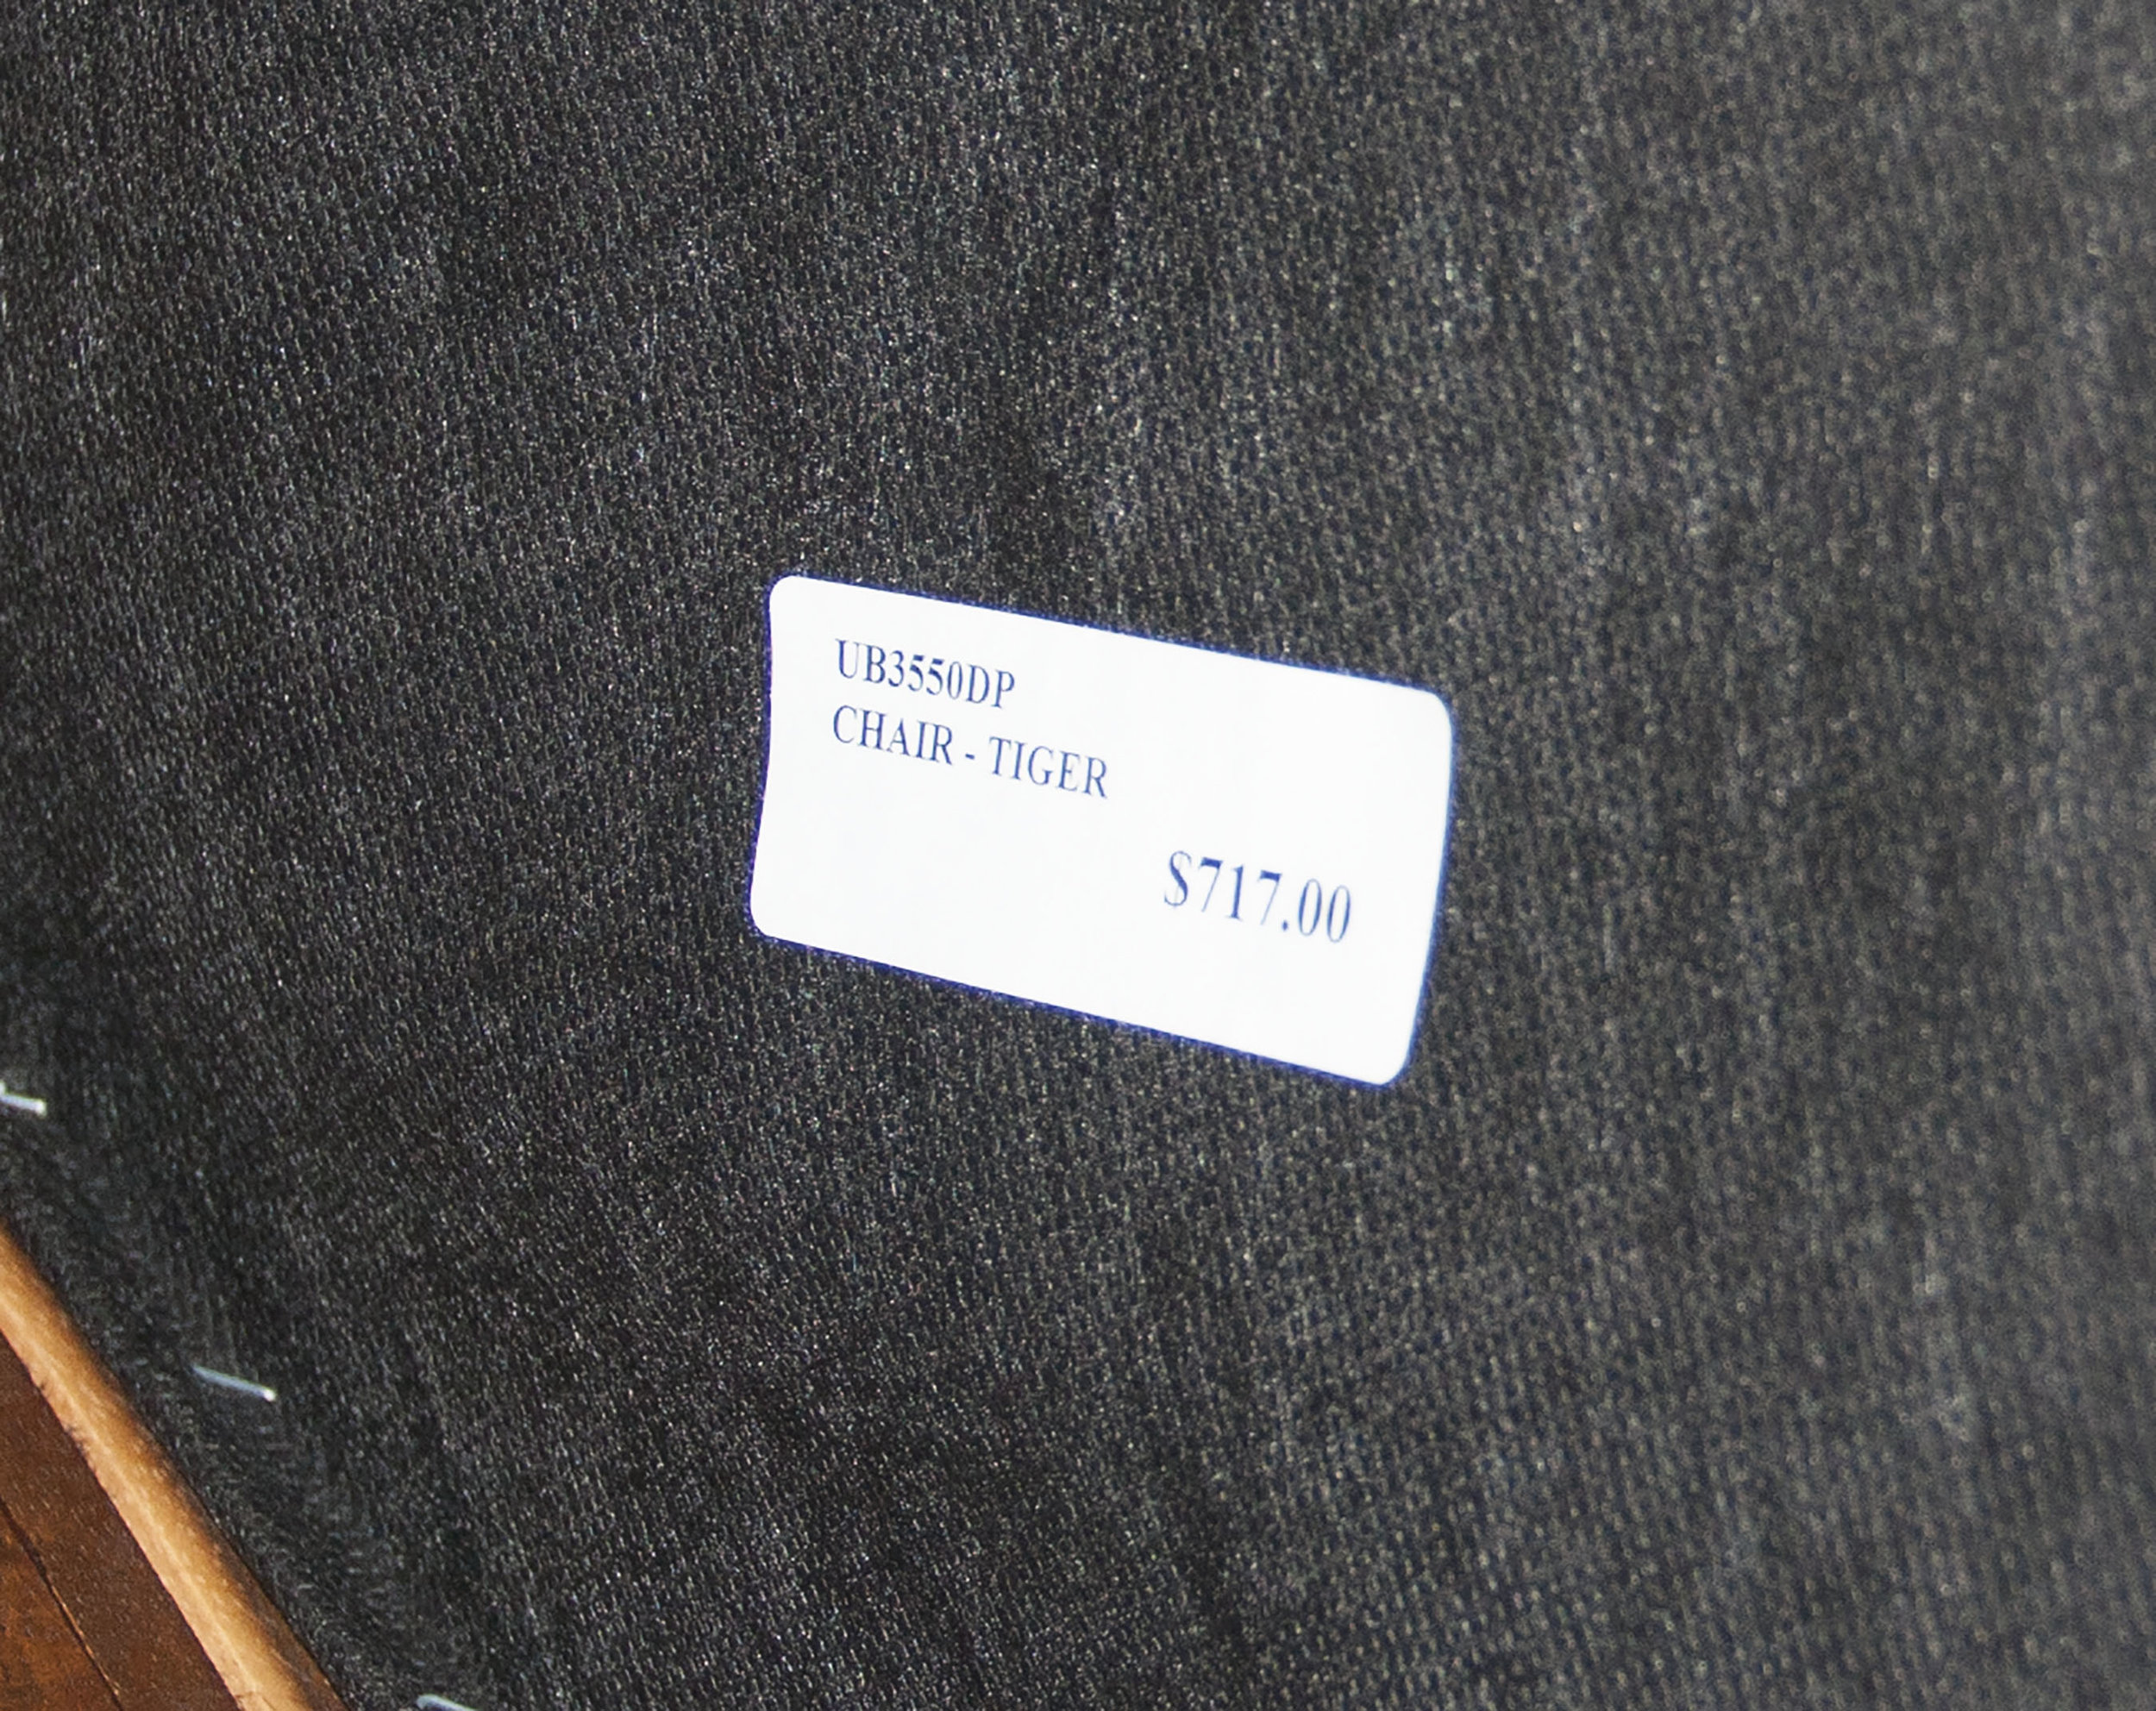 UB3550DP
CHAIR - TIGER
$717.00